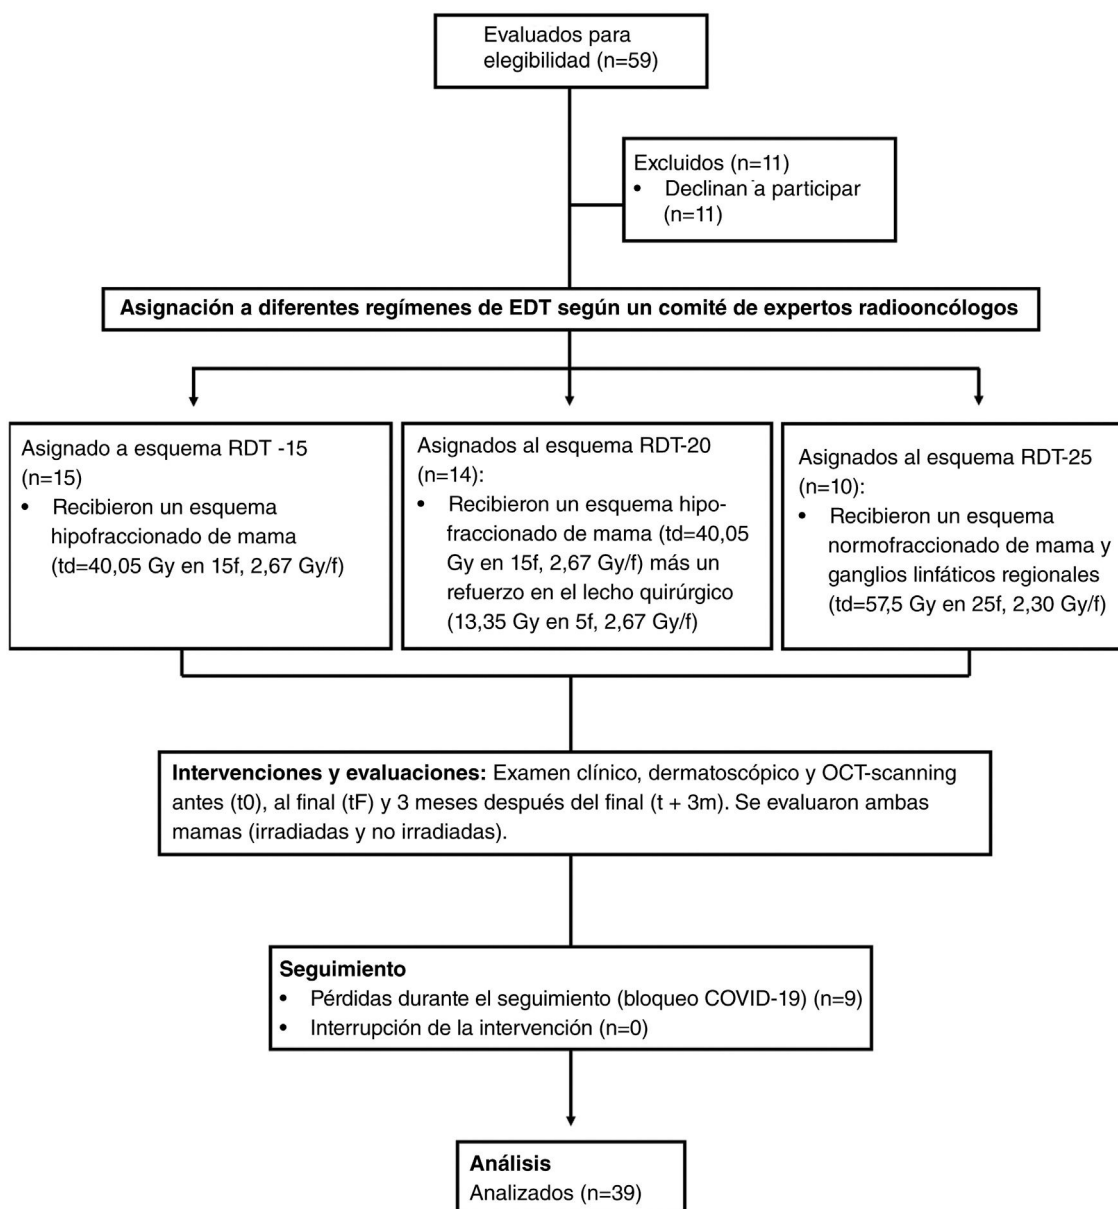 Evaluados para
elegibilidad (n=59)
Excluidos (n=11)
• Declinan a participar
(n=11)
Asignación a diferentes regímenes de EDT según un comité de expertos radiooncólogos
Asignado a esquema RDT -15
(n=15)
• Recibieron un esquema
hipofraccionado de mama
(td=40,05 Gy en 15f, 2,67 Gy/f)
Asignados al esquema RDT-20
(n=14):
• Recibieron un esquema hipo-
fraccionado de mama (td=40,05
Gy en 15f, 2,67 Gy/f) más un
refuerzo en el lecho quirúrgico
(13,35 Gy en 5f, 2,67 Gy/f)
Asignados al esquema RDT-25
(n=10):
• Recibieron un esquema
normofraccionado de mama y
ganglios linfáticos regionales
(td=57,5 Gy en 25f, 2,30 Gy/f)
Intervenciones y evaluaciones: Examen clínico, dermatoscópico y OCT-scanning
antes (t0), al final (tF) y 3 meses después del final (t + 3m). Se evaluaron ambas
mamas (irradiadas y no irradiadas).
Seguimiento
• Pérdidas durante el seguimiento (bloqueo COVID-19) (n=9)
• Interrupción de la intervención (n=0)
Análisis
Analizados (n=39)